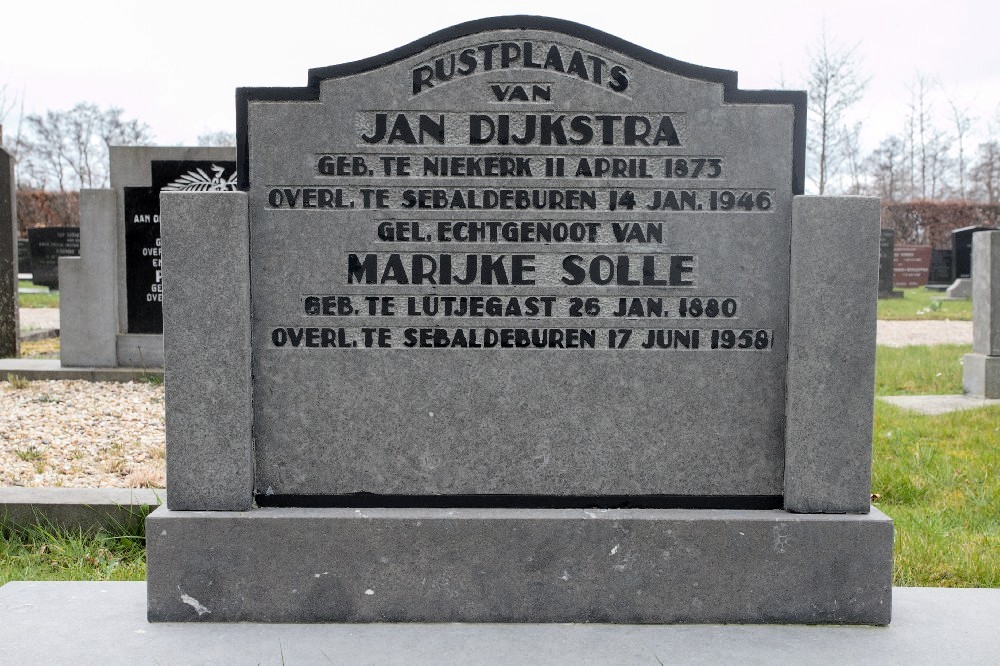 RUSTPLAATS
VAN
JAN DIJKSTRA
GEB. TE NIEKERK 11 APRIL 1873
OVERL. TE SEBALDEBUREN 14 JAN. 1946
GEL. ECHTGENOOT VAN
MARIJKE SOLLE
GEB. TE LÜTJEGAST 26 JAN. 1880
OVERL. TE SEBALDEBUREN 17 JUNI 1958